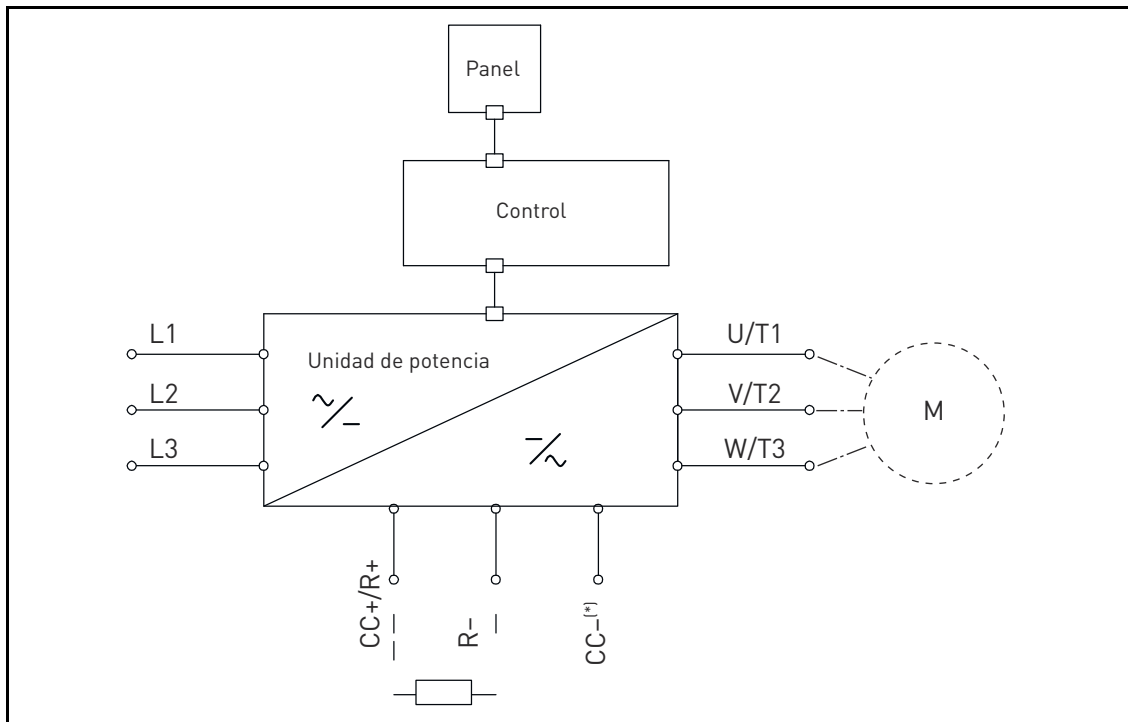 Panel
Control
Unidad de potencia
L1
L2
L3
U/T1
V/T2
W/T3
M
CC+/R+
R–
CC–(*)